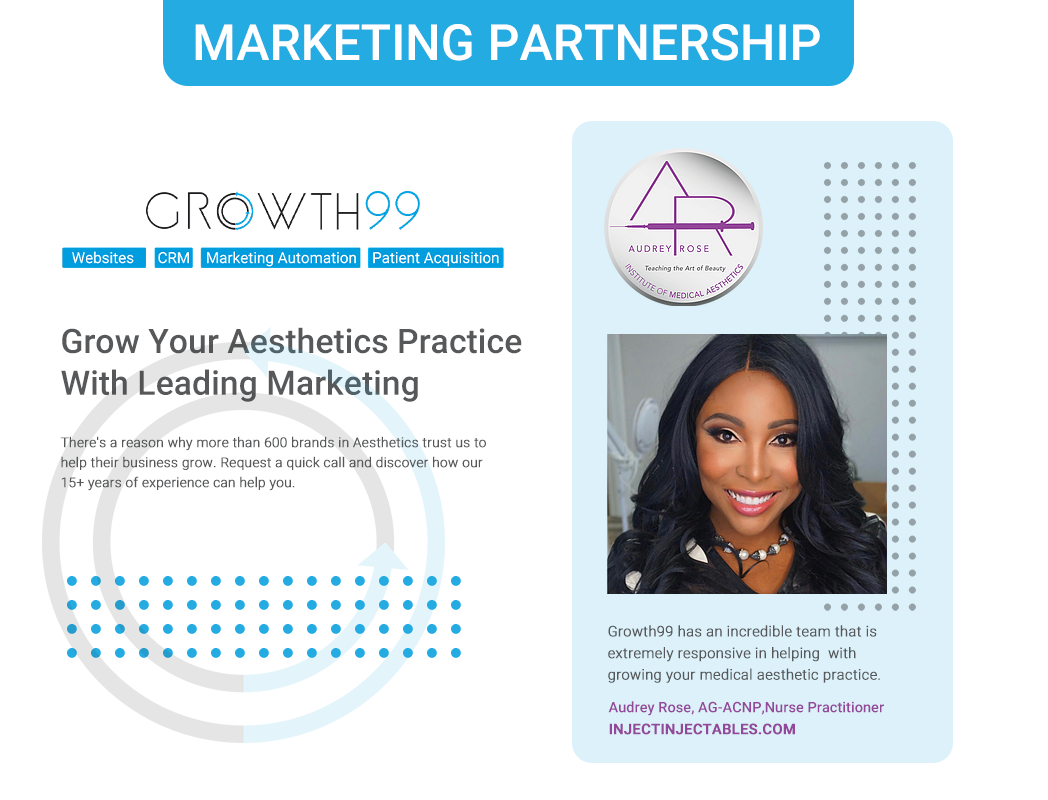 MARKETING PARTNERSHIP
GROWTH99
Websites CRM Marketing Automation Patient Acquisition
Grow Your Aesthetics Practice
With Leading Marketing
There's a reason why more than 600 brands in Aesthetics trust us to
help their business grow. Request a quick call and discover how our
15+ years of experience can help you.
AR
AUDREY ROSE
Teaching the Art of Beauty
INSTITUTE OF MEDICAL AESTHETICS
Growth99 has an incredible team that is
extremely responsive in helping  with
growing your medical aesthetic practice.
Audrey Rose, AG-ACNP,Nurse Practitioner
INJECTINJECTABLES.COM